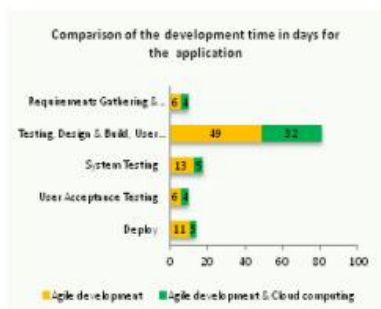 Comparison of the development time in days for
the application
Requirements Gathering & ..
6 4
Testing, Design & Build, User ..
49 32
System Testing
13 5
User Acceptance Testing
6 4
Deploy
11 3
0 20 40 60 80 100
Agile development Agile development & Cloud computing